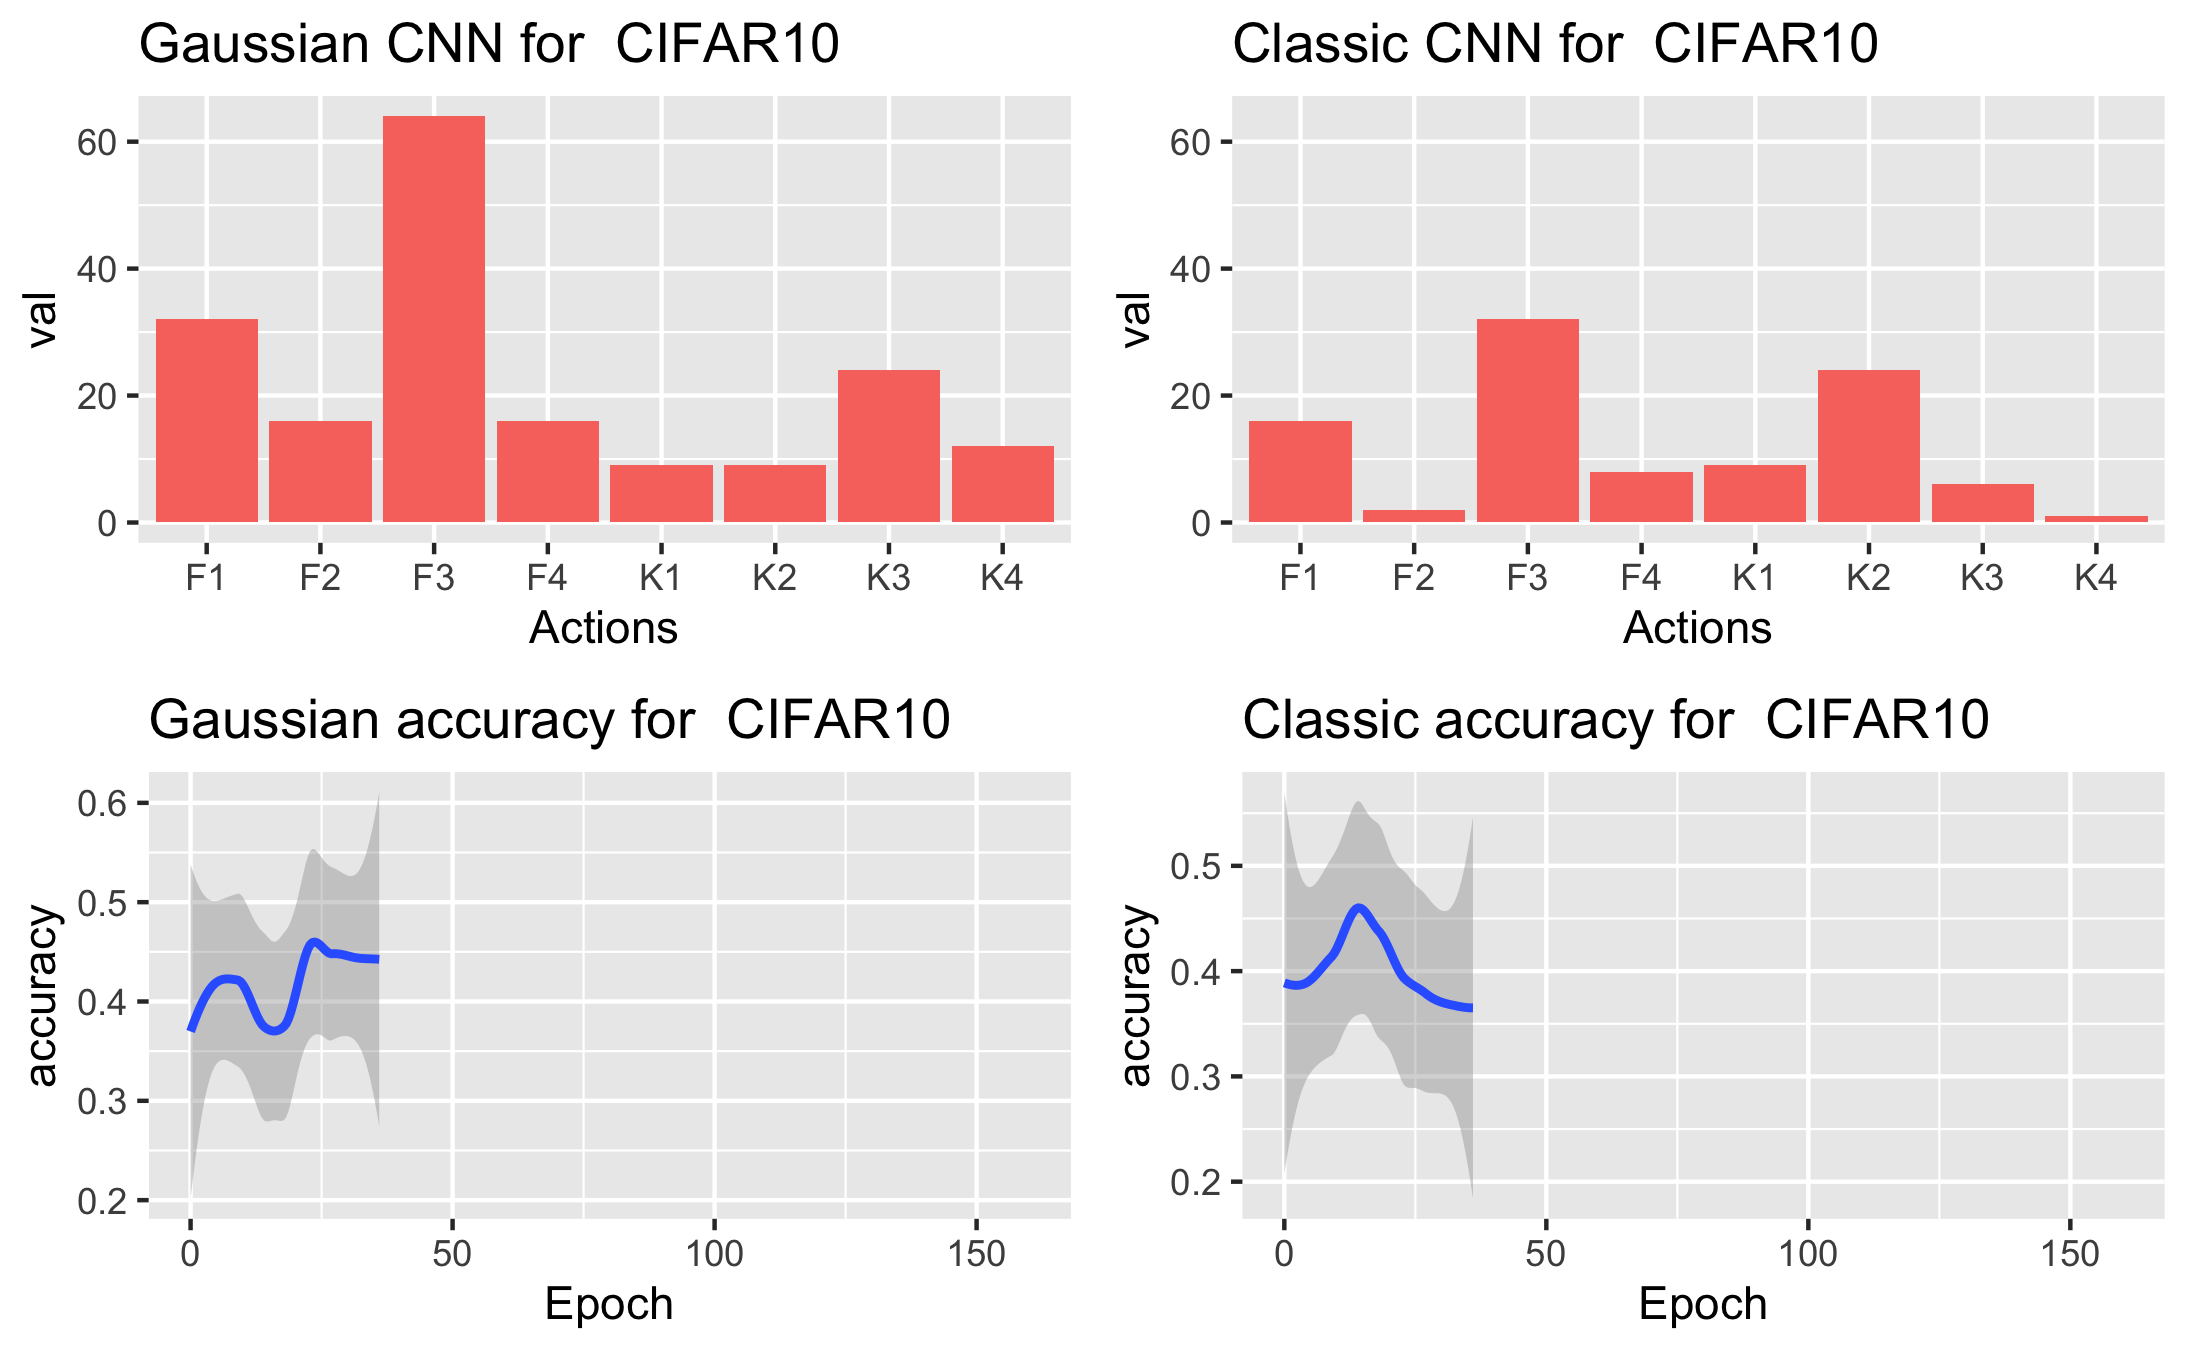 Gaussian CNN for  CIFAR10
60
40
20
0
val
F1 F2 F3 F4 K1 K2 K3 K4
Actions
Classic CNN for  CIFAR10
60
40
20
0
val
F1 F2 F3 F4 K1 K2 K3 K4
Actions
Gaussian accuracy for  CIFAR10
0.6
0.5
0.4
0.3
0.2
accuracy
0 50 100 150
Epoch
Classic accuracy for  CIFAR10
0.5
0.4
0.3
0.2
accuracy
0 50 100 150
Epoch